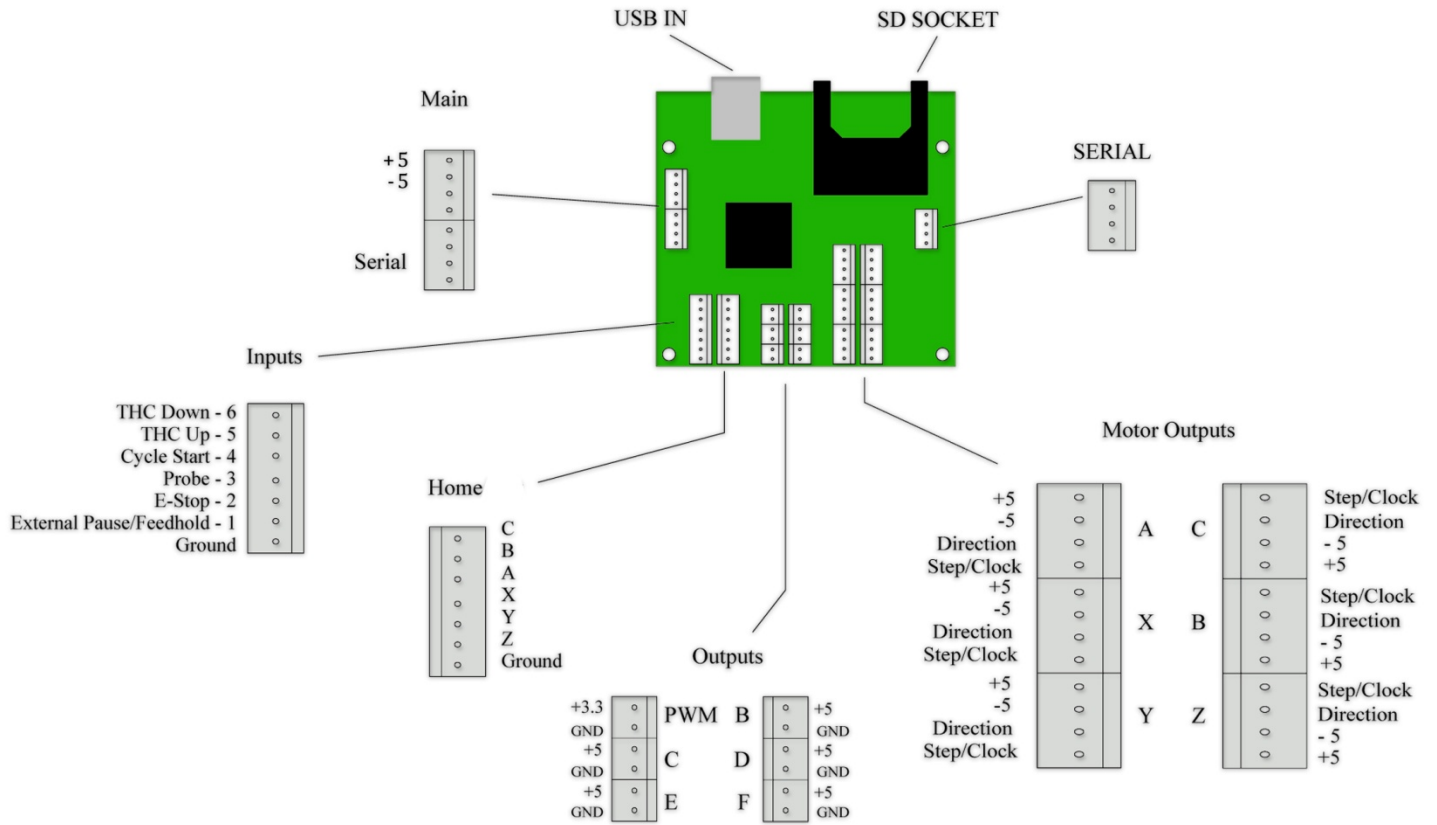 USB IN
SD SOCKET
Main
+ 5
- 5
Serial
SERIAL
Inputs
THC Down - 6
THC Up - 5
Cycle Start - 4
Probe - 3
E-Stop - 2
External Pause/Feedhold - 1
Ground
Home
C
B
A
X
Y
Z
Ground
Outputs
+3.3
GND
PWM
+5
GND
C
+5
GND
E
B
+5
GND
D
+5
GND
F
+5
GND
Motor Outputs
+5
-5
Direction
Step/Clock
A
+5
-5
Direction
Step/Clock
X
+5
-5
Direction
Step/Clock
Y
C
Step/Clock
Direction
- 5
+5
B
Step/Clock
Direction
- 5
+5
Z
Step/Clock
Direction
- 5
+5